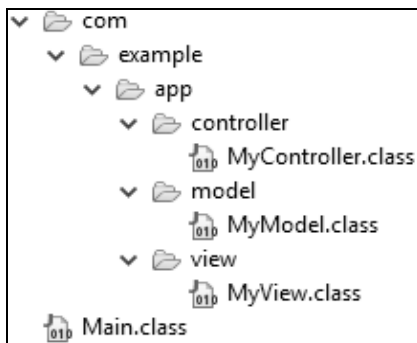 com
example
app
controller
MyController.class
model
MyModel.class
view
MyView.class
Main.class